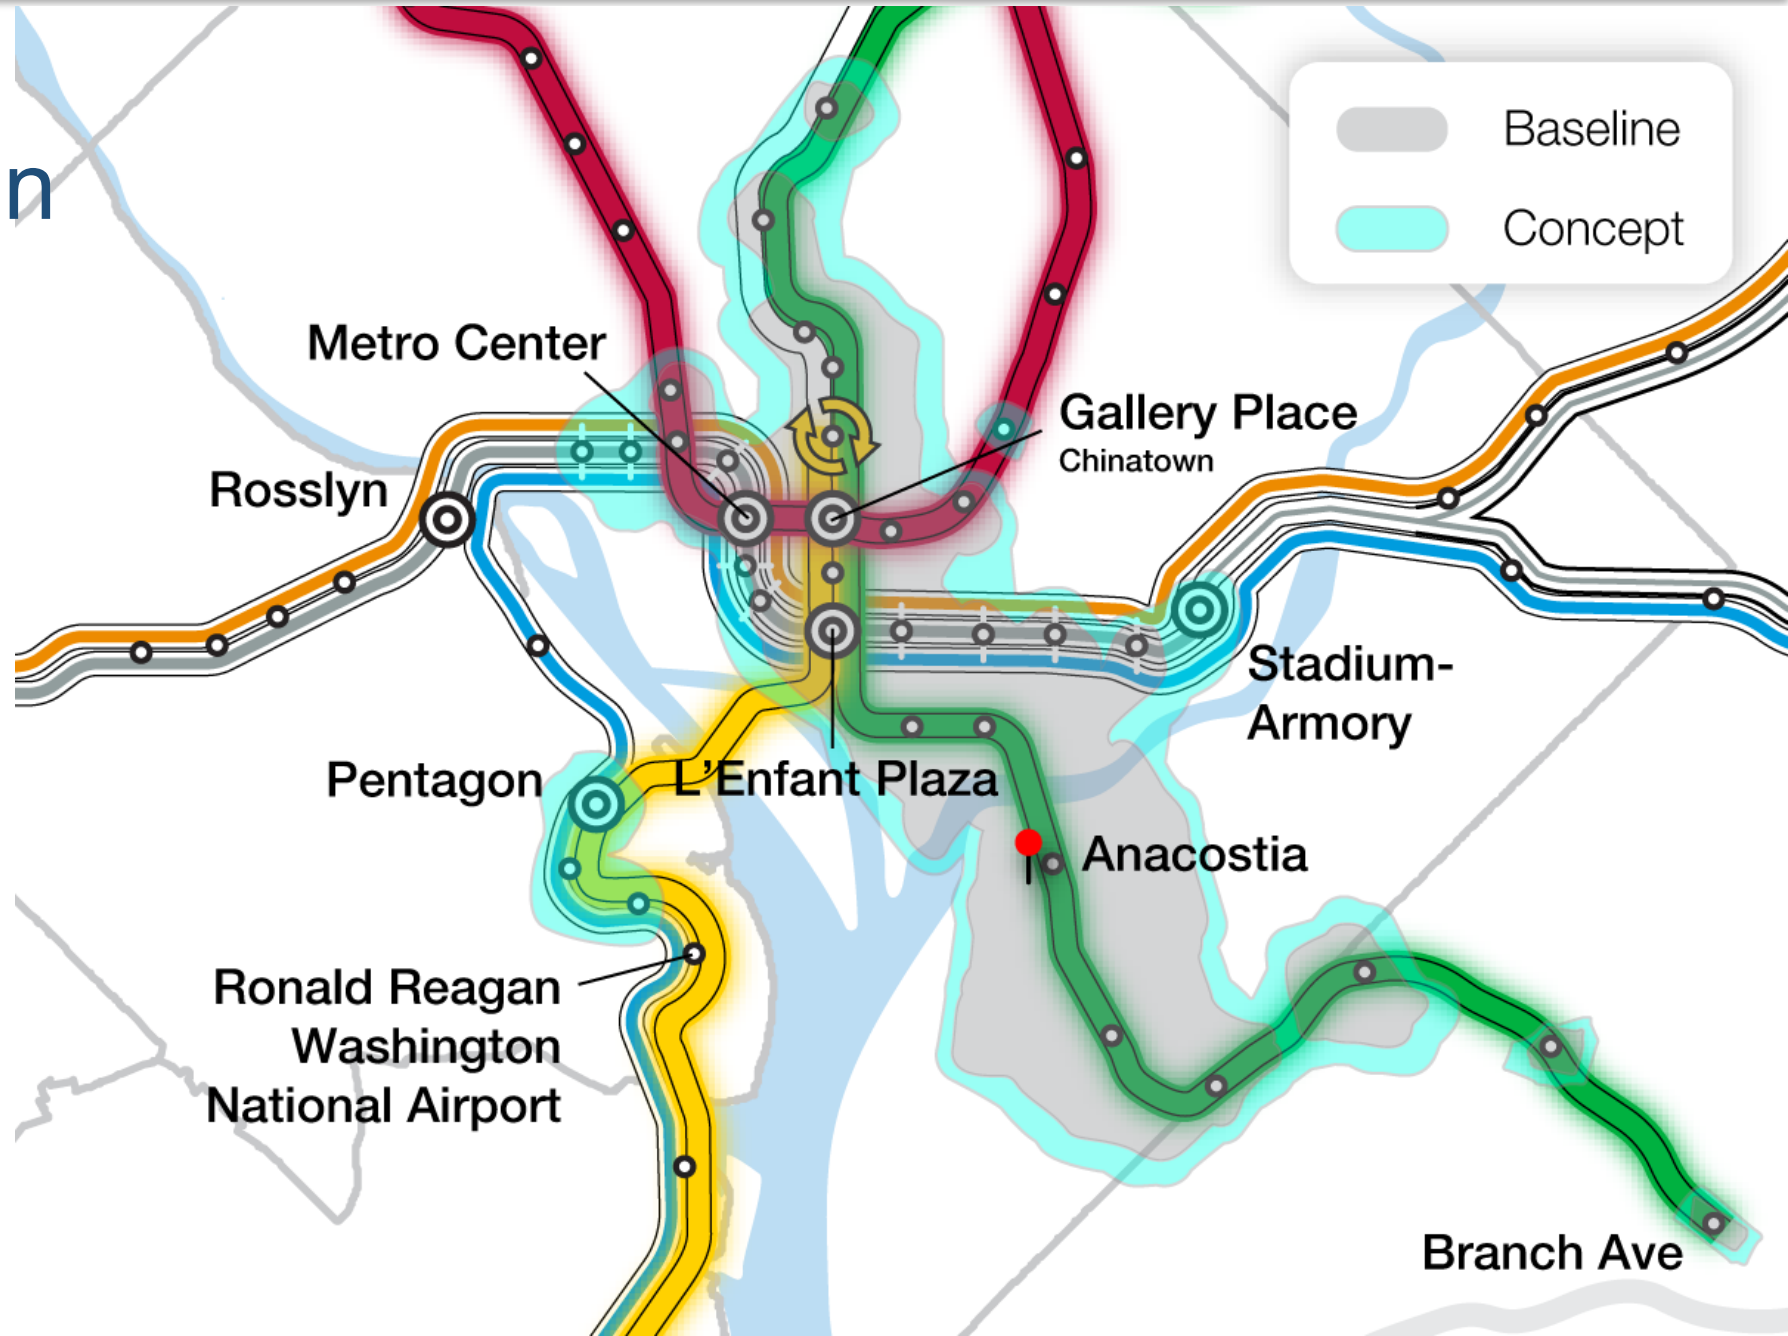 n
Baseline
Concept
Metro Center
Gallery Place
Chinatown
Rosslyn
Stadium-
Armory
Pentagon
L'Enfant Plaza
Anacostia
Ronald Reagan
Washington
National Airport
Branch Ave